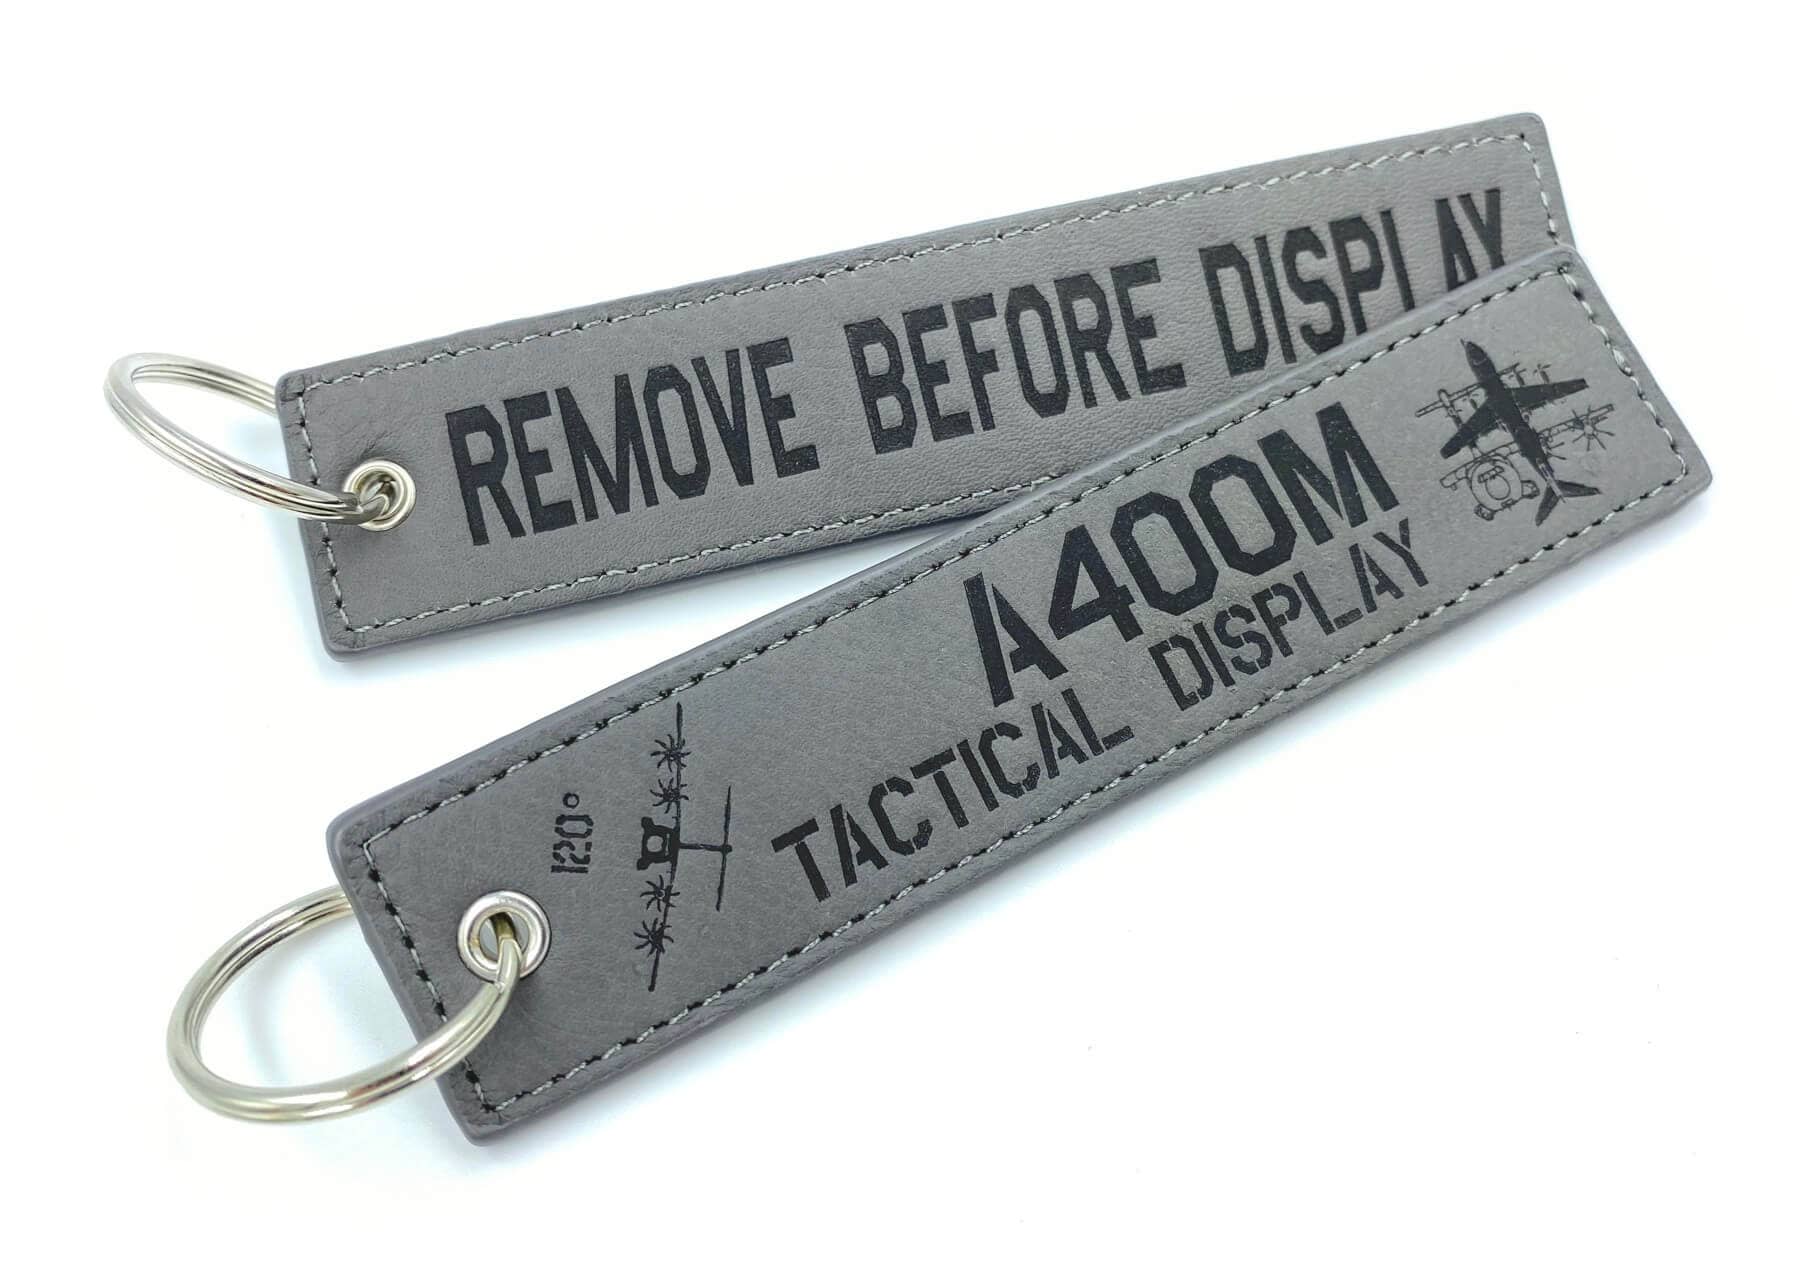 REMOVE BEFORE DISPLAY
A400M
TACTICAL DISPLAY
120°